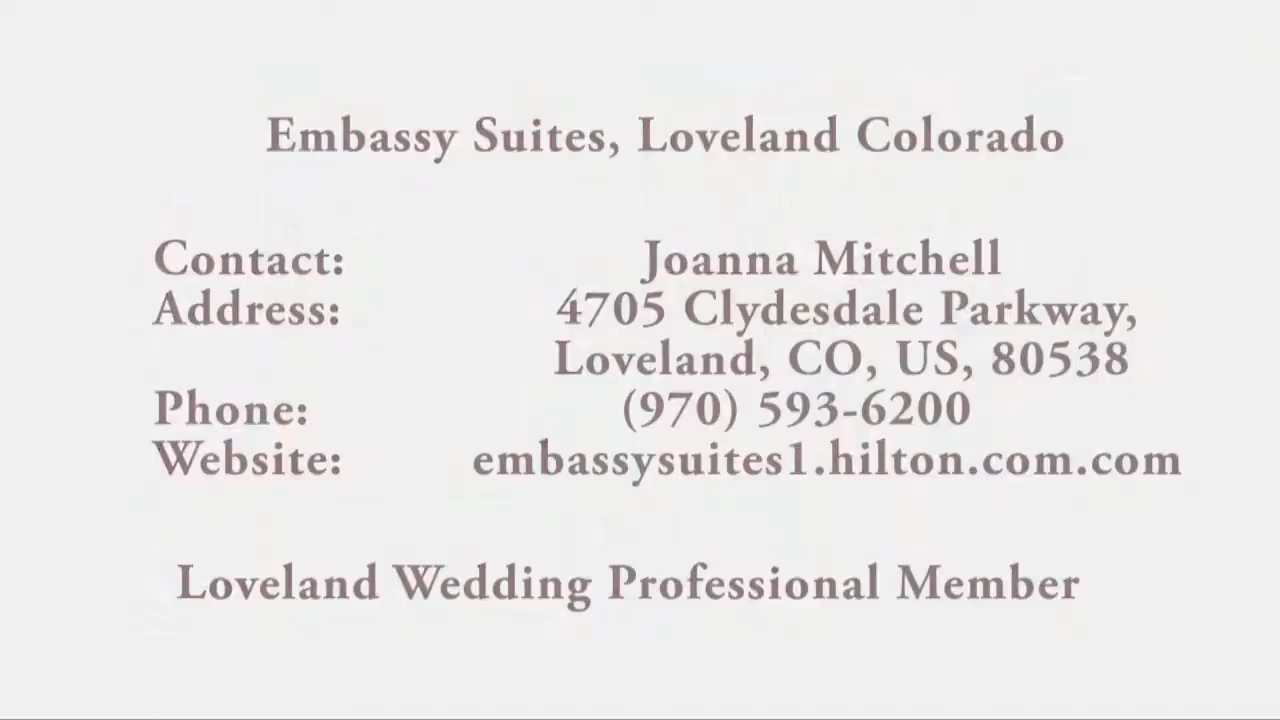 Embassy Suites, Loveland Colorado
Contact: Joanna Mitchell
Address: 4705 Clydesdale Parkway,
Loveland, CO, US, 80538
Phone: (970) 593-6200
Website: embassysuites1.hilton.com.com
Loveland Wedding Professional Member